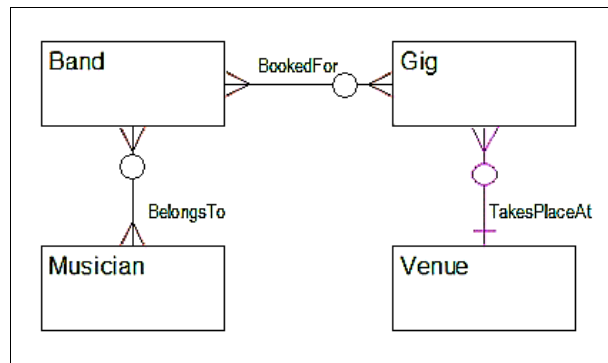 Band
BookedFor
Gig
BelongsTo
TakesPlaceAt
Musician
Venue